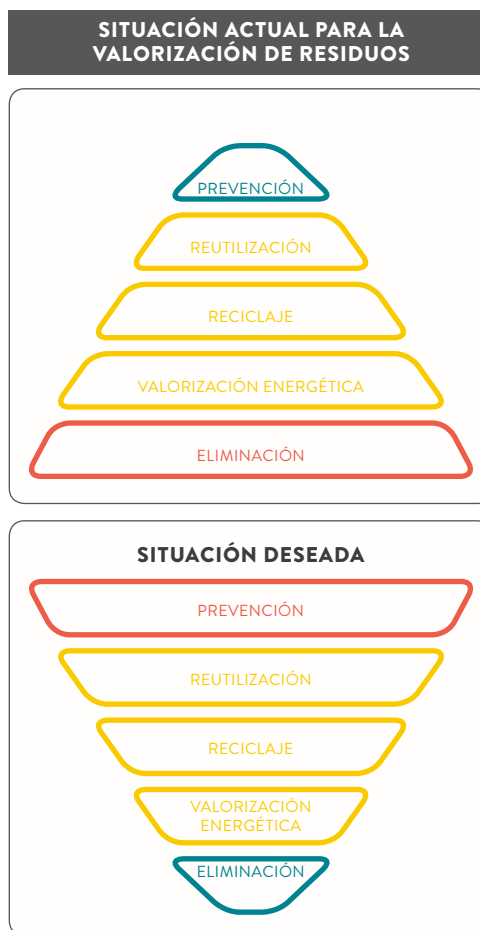 SITUACIÓN ACTUAL PARA LA
VALORIZACIÓN DE RESIDUOS
PREVENCIÓN
REUTILIZACIÓN
RECICLAJE
VALORIZACIÓN ENERGÉTICA
ELIMINACIÓN
SITUACIÓN DESEADA
PREVENCIÓN
REUTILIZACIÓN
RECICLAJE
VALORIZACIÓN
ENERGÉTICA
ELIMINACIÓN